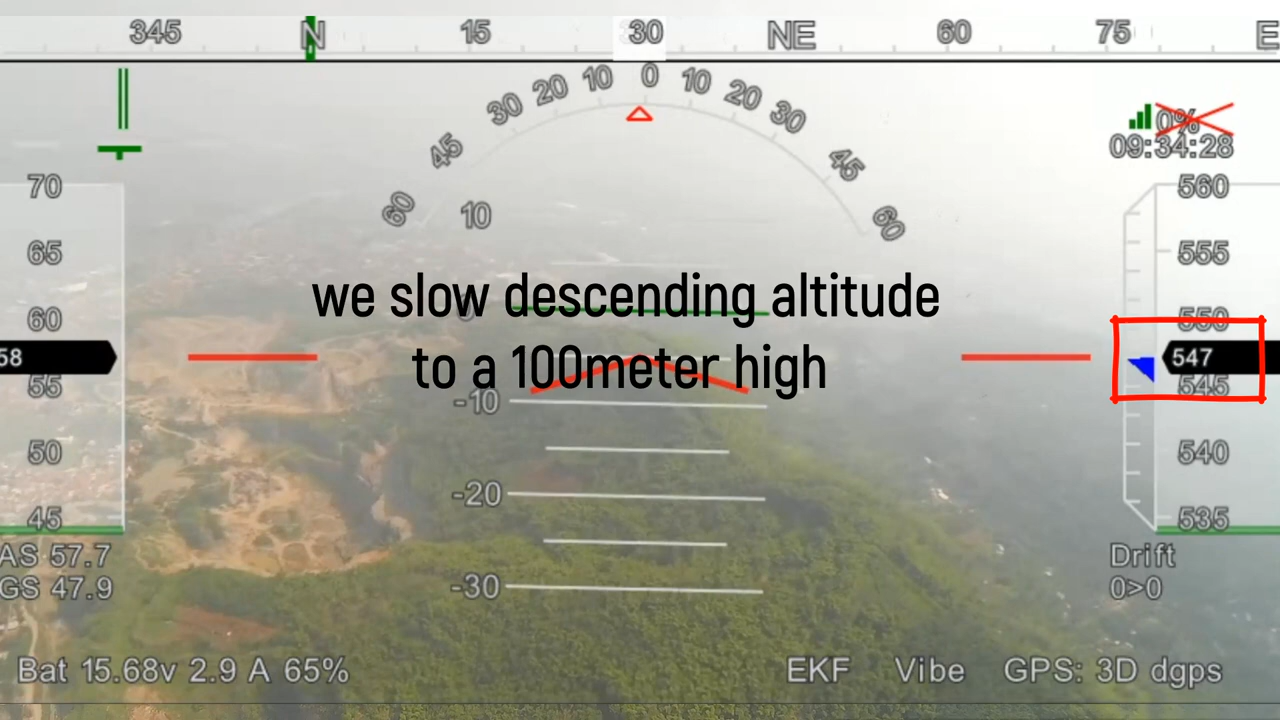 345 N 15 30 NE 60 75 E
60 45 30 20 10 0 10 20 30 45 60
0%
09:34:28
70
65
60
58
55
50
45
10
0
-10
-20
-30
560
555
550
547
545
540
535
we slow descending altitude
to a 100meter high
AS 57.7
GS 47.9
Drift
0>0
Bat 15.68v 2.9 A 65%
EKF Vibe GPS: 3D dgps